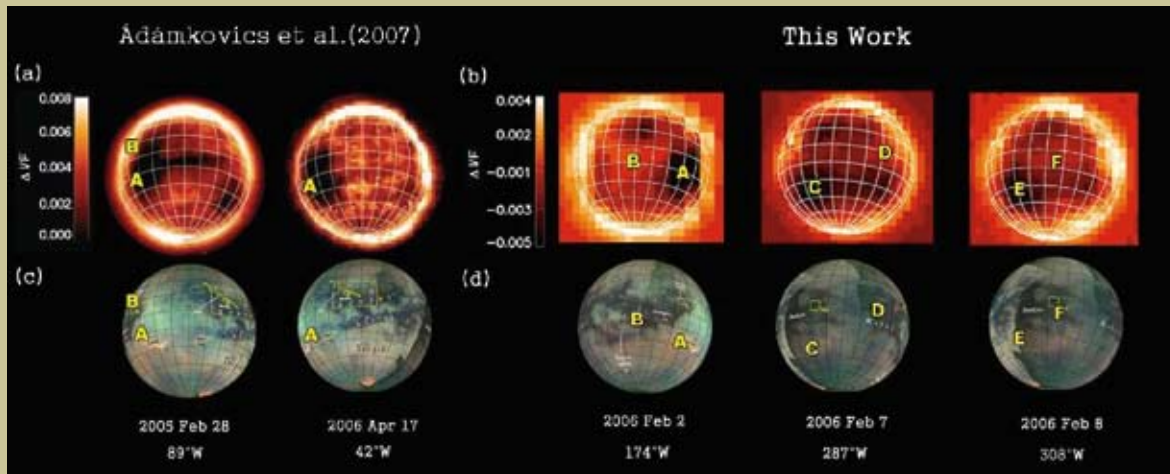 Ádámkovics et al.(2007)
This Work
(a)
0.008
0.006
0.004
0.002
0.000
Δ I/F
B
A
A
(b)
0.004
0.002
−0.001
−0.003
−0.005
Δ I/F
B
A
C
D
E
F
(c)
B
A
A
(d)
B
A
C
D
E
F
2005 Feb 28
2006 Apr 17
2006 Feb 2
2006 Feb 7
2006 Feb 8
89°W
42°W
174°W
287°W
308°W